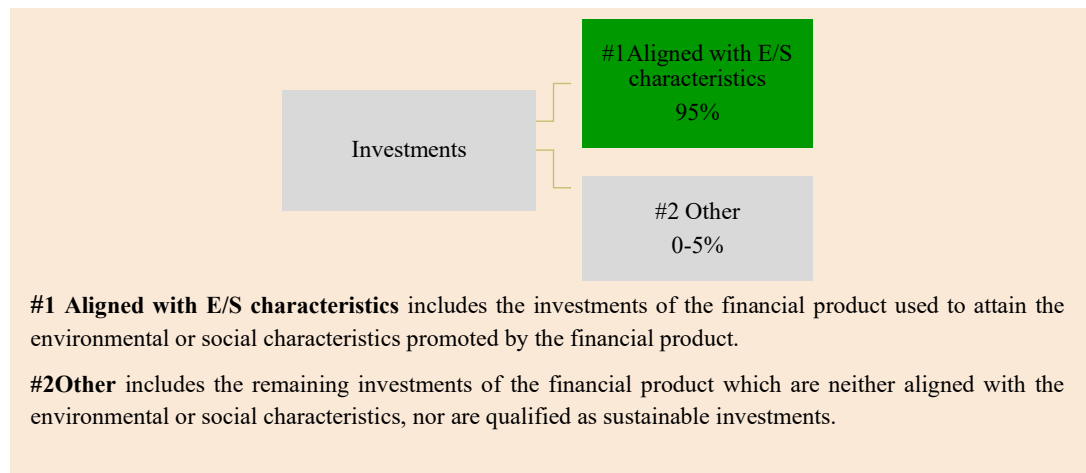 #1Aligned with E/S
characteristics
95%
Investments
#2 Other
0-5%
#1 Aligned with E/S characteristics includes the investments of the financial product used to attain the
environmental or social characteristics promoted by the financial product.
#2Other includes the remaining investments of the financial product which are neither aligned with the
environmental or social characteristics, nor are qualified as sustainable investments.